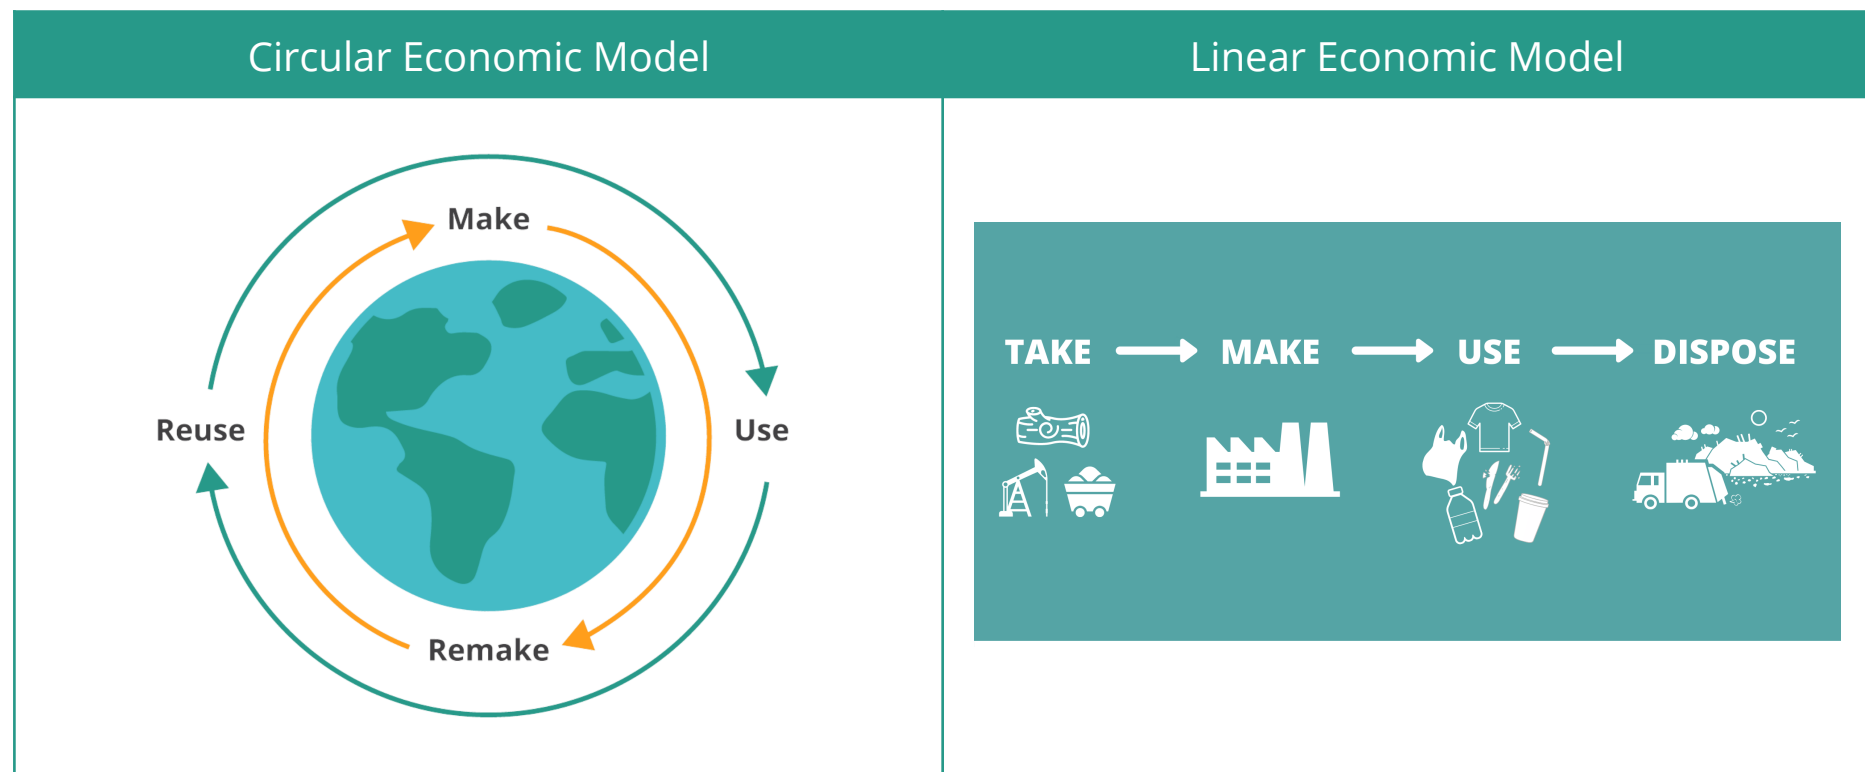 Circular Economic Model
Linear Economic Model
Make
Reuse
Use
Remake
TAKE
MAKE
USE
DISPOSE